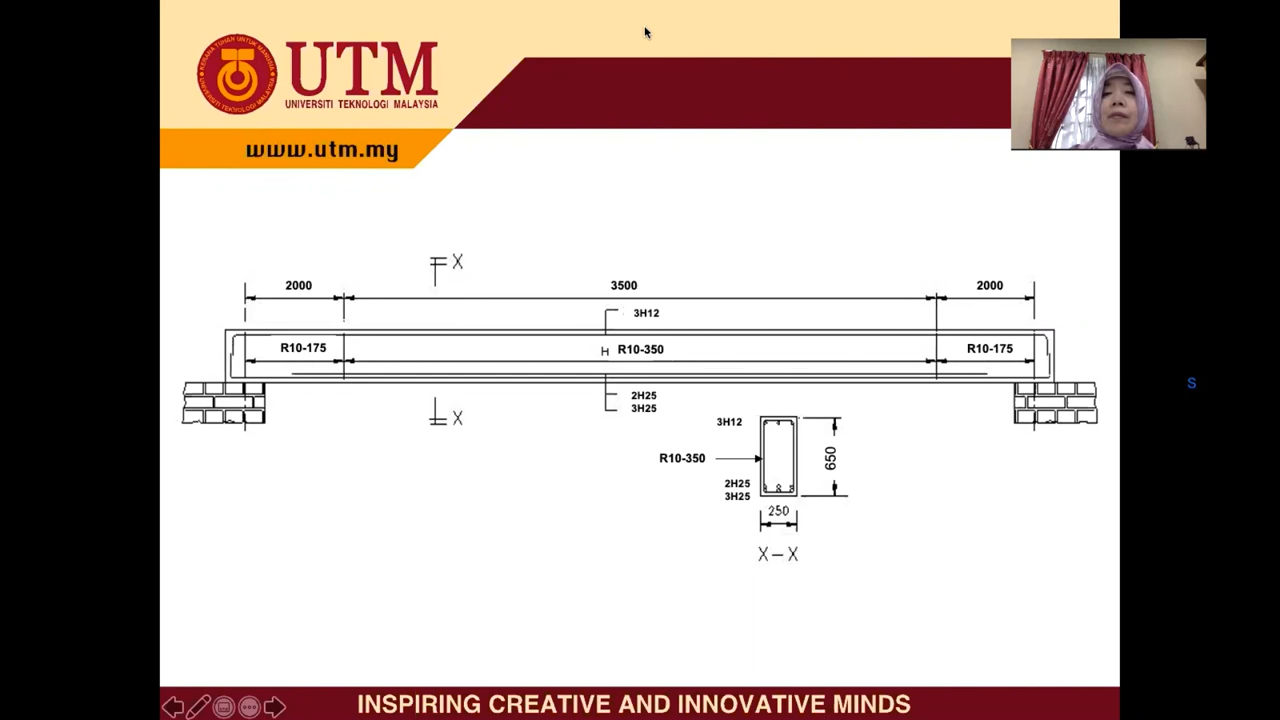 UTM
UNIVERSITI TEKNOLOGI MALAYSIA
www.utm.my
X
2000
3500
2000
3H12
R10-175
R10-350
R10-175
2H25
3H25
X
S
3H12
R10-350
650
2H25
3H25
250
X – X
INSPIRING CREATIVE AND INNOVATIVE MINDS